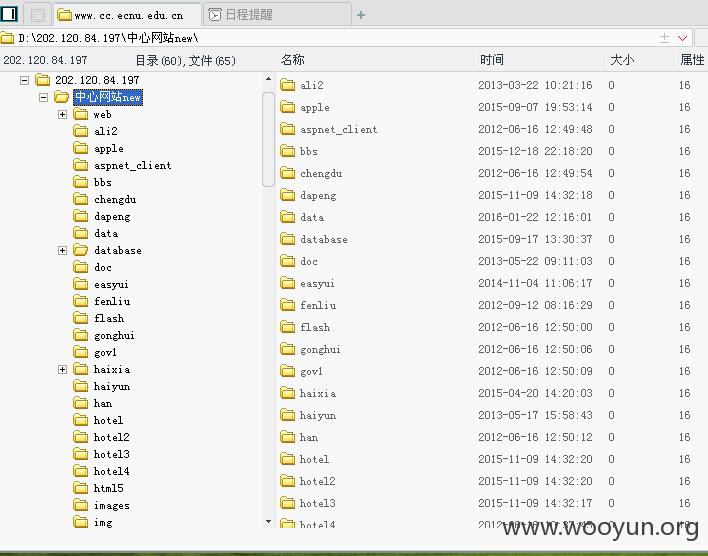 www.cc.ecnu.edu.cn 日程提醒
D:\202.120.84.197\中心网站new\
202.120.84.197 目录(60),文件(65) 名称 时间 大小 属性
202.120.84.197
中心网站new
web
ali2
apple
aspnet_client
bbs
chengdu
dapeng
data
database
doc
easyui
fenliu
flash
gonghui
gov1
haixia
haiyun
han
hotel
hotel2
hotel3
hotel4
html5
images
img
ali2 2013-03-22 10:21:16 0 16
apple 2015-09-07 19:53:14 0 16
aspnet_client 2012-06-16 12:49:48 0 16
bbs 2015-12-18 22:18:20 0 16
chengdu 2012-06-16 12:49:54 0 16
dapeng 2015-11-09 14:32:18 0 16
data 2016-01-22 12:16:01 0 16
database 2015-09-17 13:30:37 0 16
doc 2013-05-22 09:11:03 0 16
easyui 2014-11-04 11:06:17 0 16
fenliu 2012-09-12 08:16:29 0 16
flash 2012-06-16 12:50:00 0 16
gonghui 2012-06-16 12:50:06 0 16
gov1 2012-06-16 12:50:09 0 16
haixia 2015-04-20 14:20:03 0 16
haiyun 2013-05-17 15:58:43 0 16
han 2012-06-16 12:50:12 0 16
hotel 2015-11-09 14:32:20 0 16
hotel2 2015-11-09 14:32:20 0 16
hotel3 2015-11-09 14:32:17 0 16
hotel4
www.wooyun.org